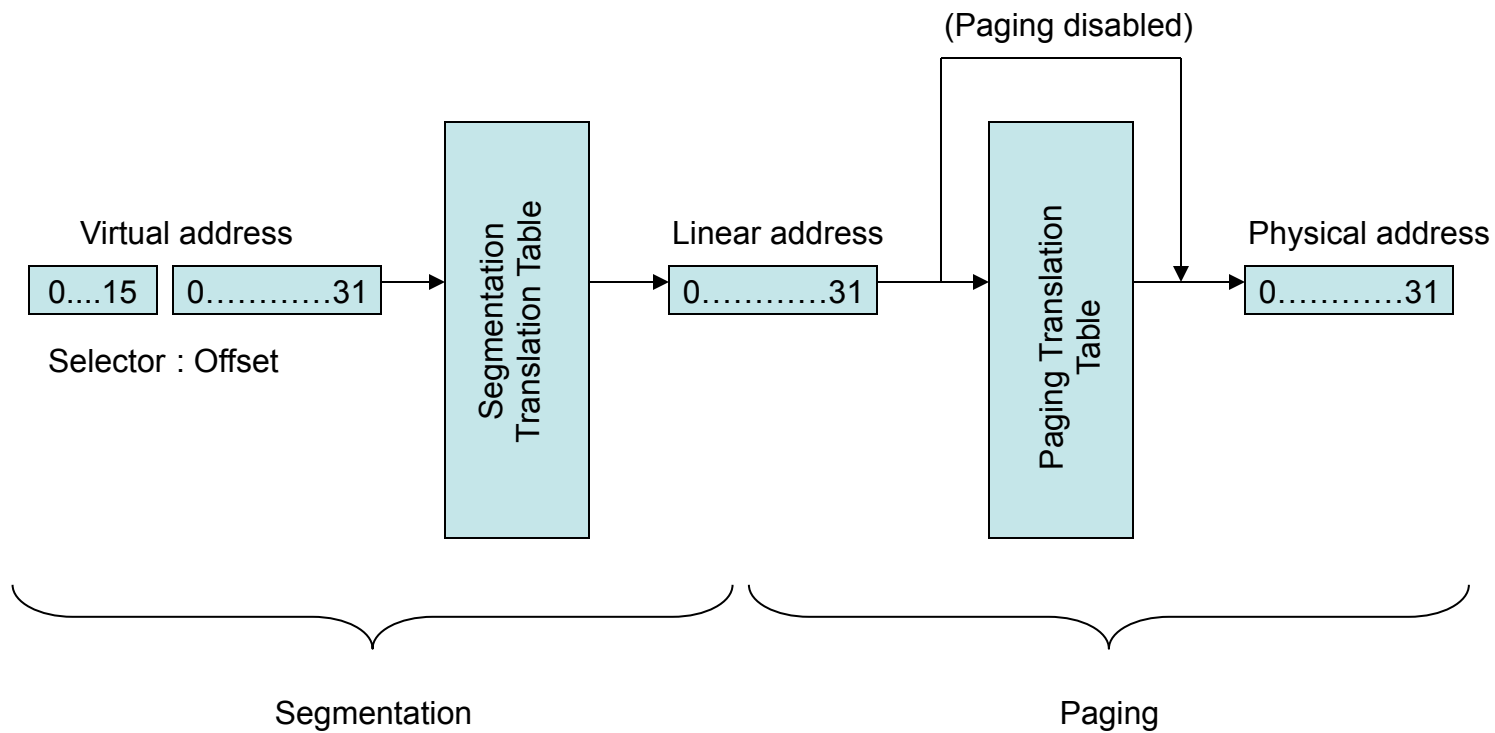 (Paging disabled)
Virtual address
0....15
0…………31
Selector : Offset
Segmentation
Translation Table
Linear address
0…………31
Paging Translation
Table
Physical address
0…………31
Segmentation
Paging